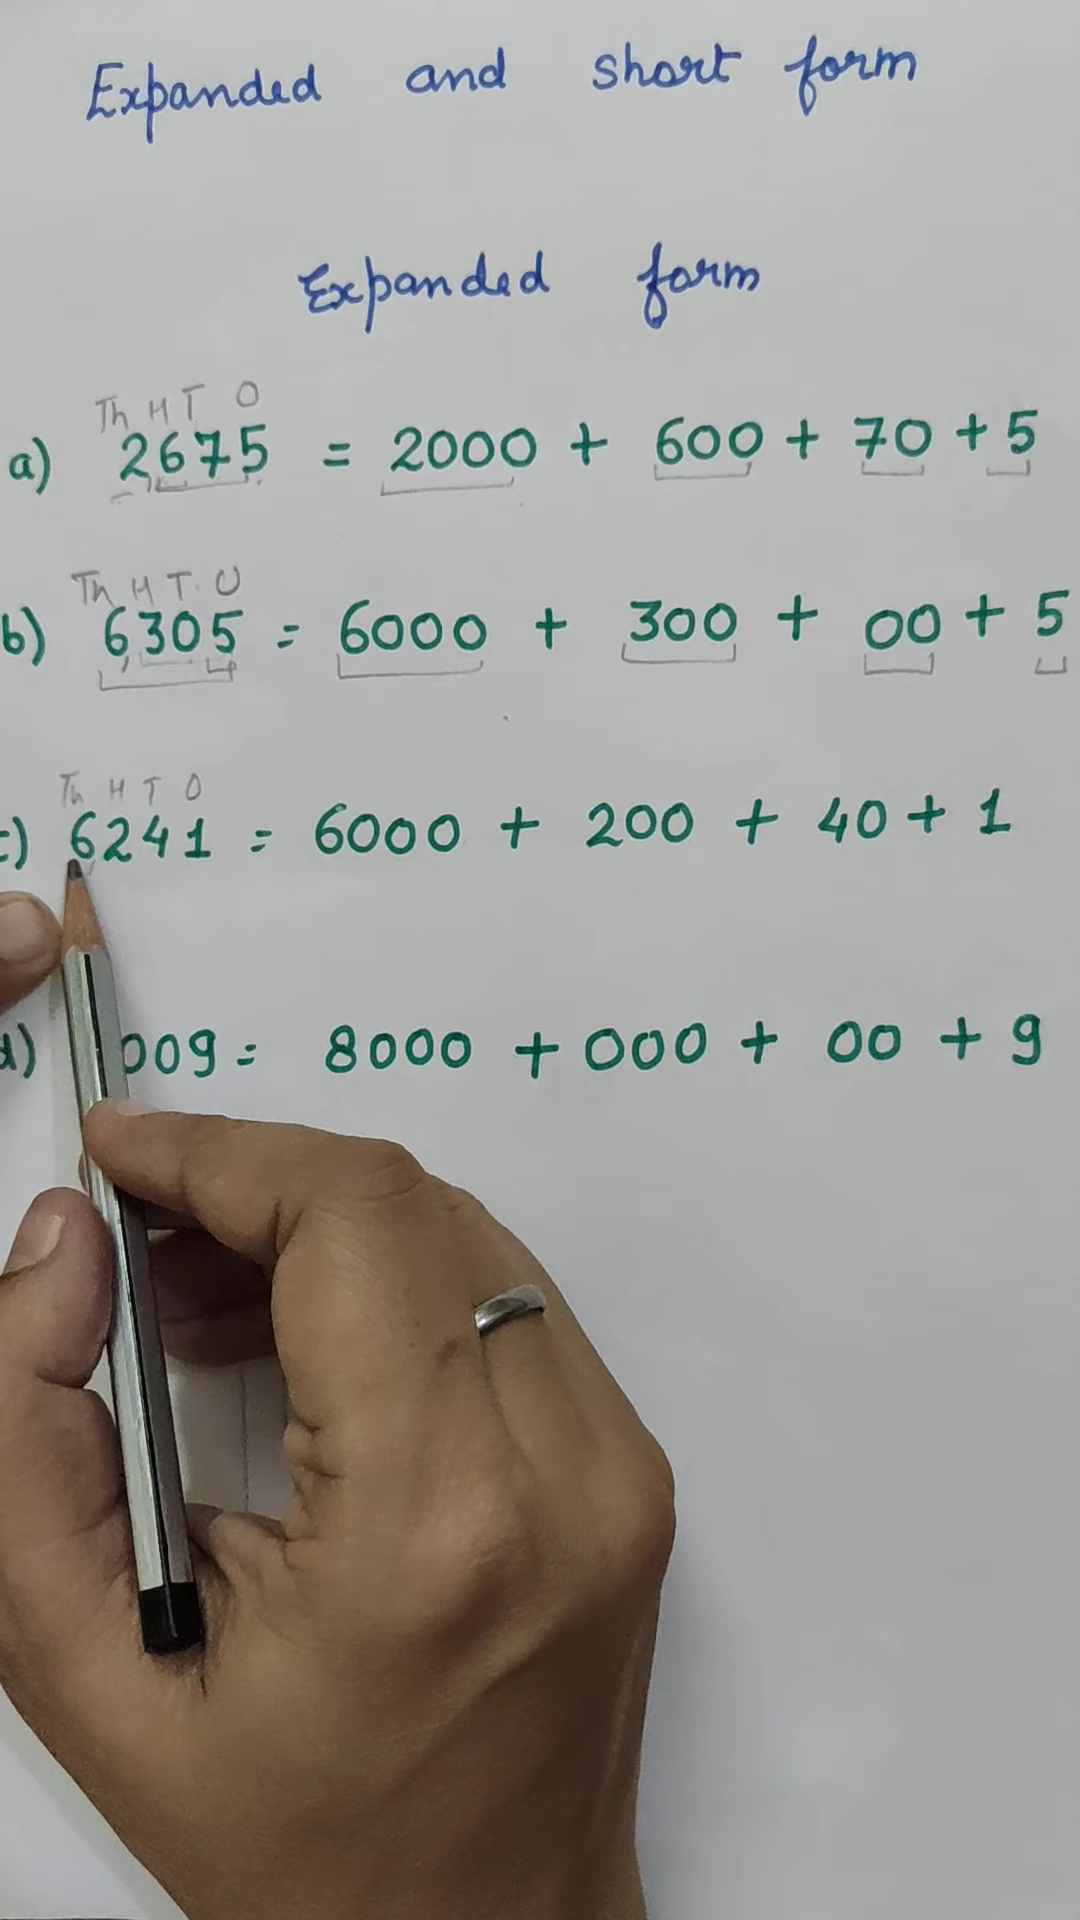 Expanded and short form
Expanded form
Th H T O
a) 2675 = 2000 + 600 + 70 + 5
Th H T O
b) 6305 = 6000 + 300 + 00 + 5
Th H T O
c) 6241 = 6000 + 200 + 40 + 1
d) 009 = 8000 + 000 + 00 + 9